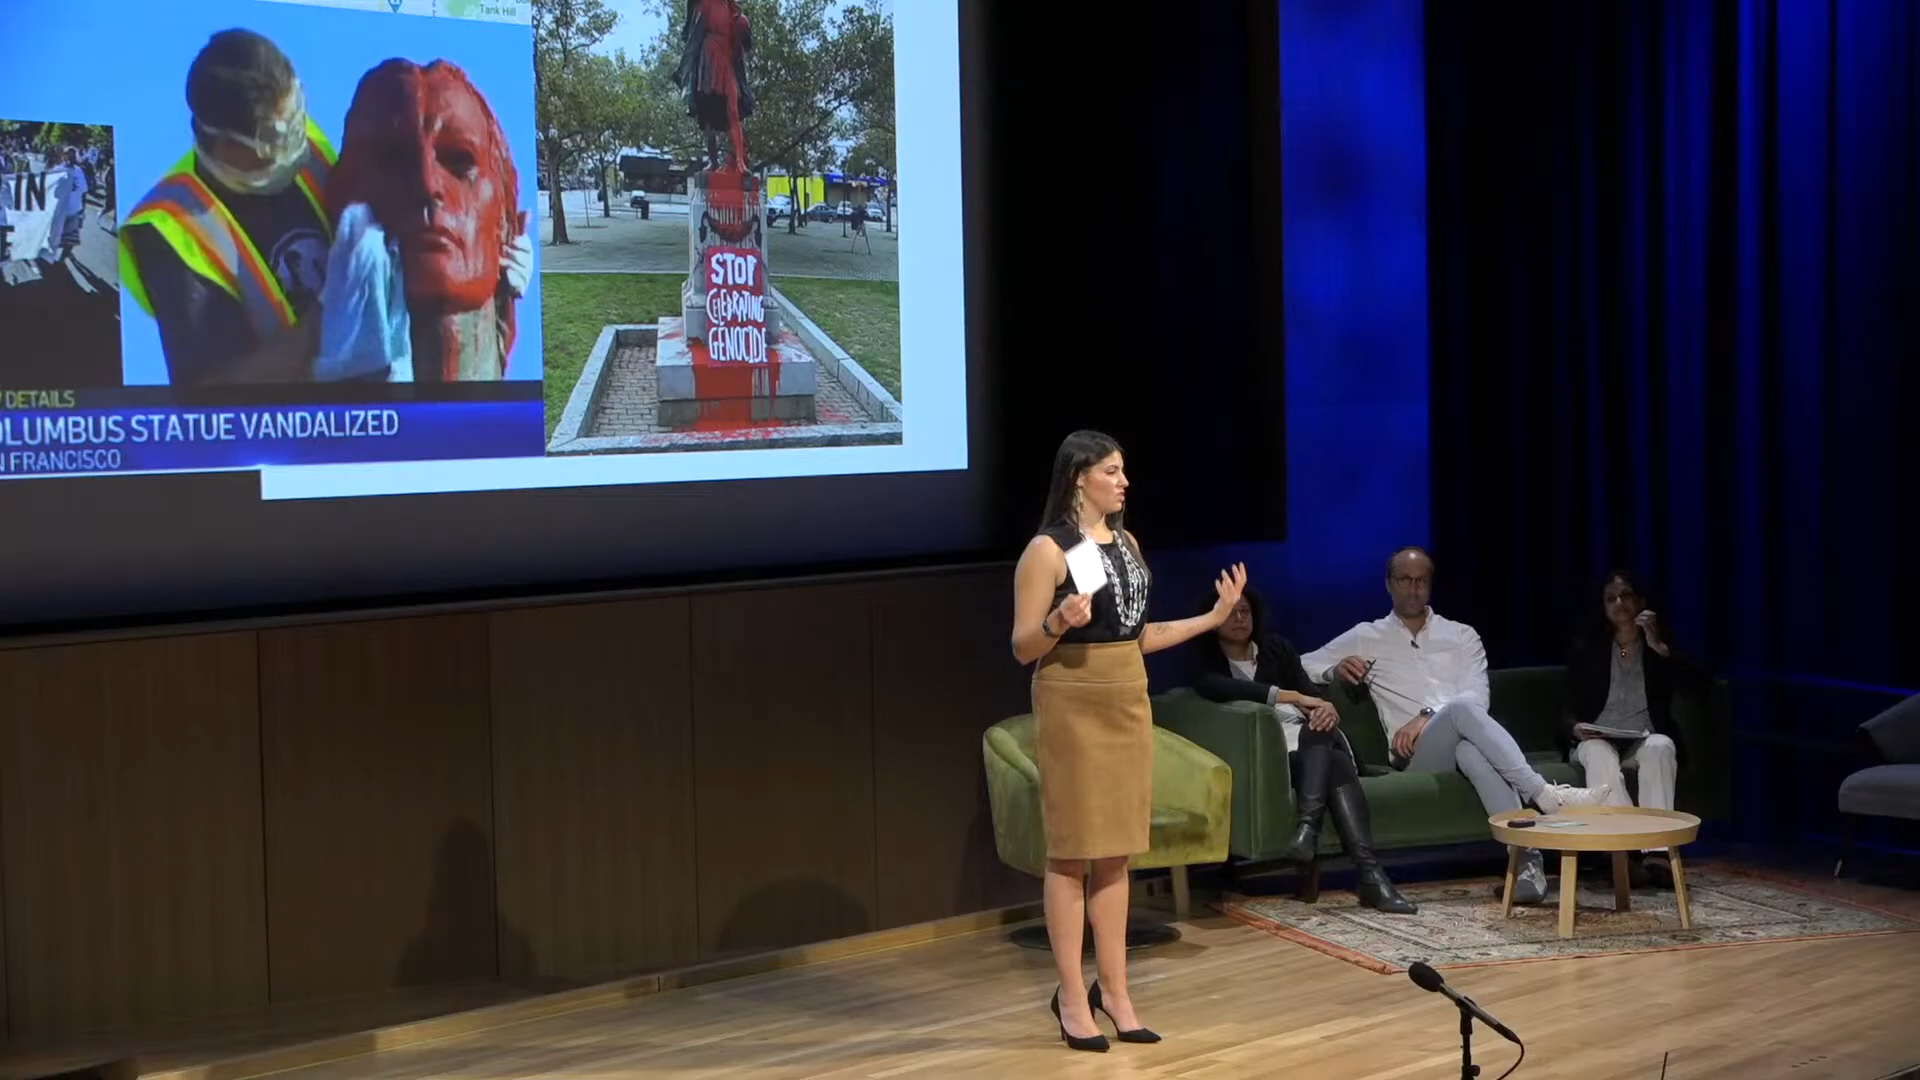 Tank Hill
IN
E
DETAILS
OLUMBUS STATUE VANDALIZED
N FRANCISCO
STOP
CELEBRATING
GENOCIDE